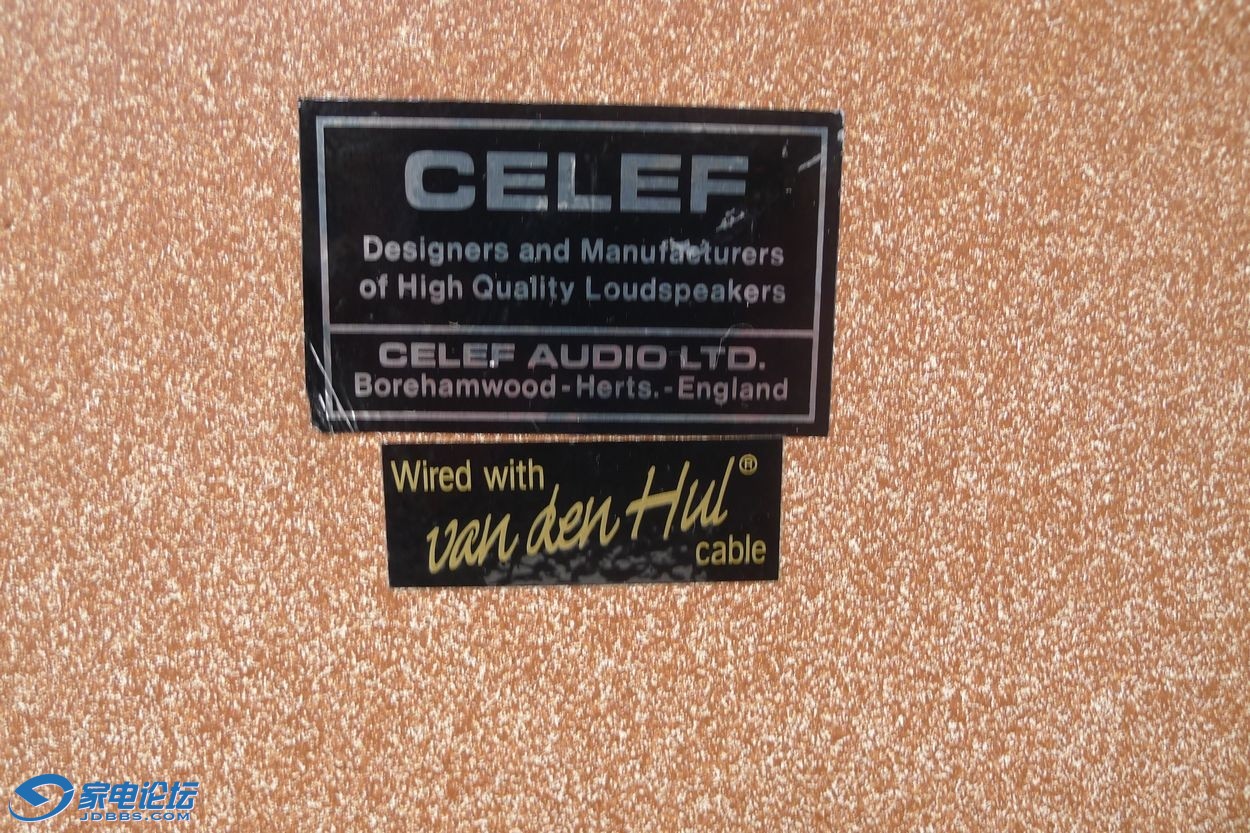 CELEF
Designers and Manufacturers
of High Quality Loudspeakers
CELEF AUDIO LTD.
Borehamwood-Herts.-England
Wired with
van den Hul®
cable
家电论坛
JDBBS.COM